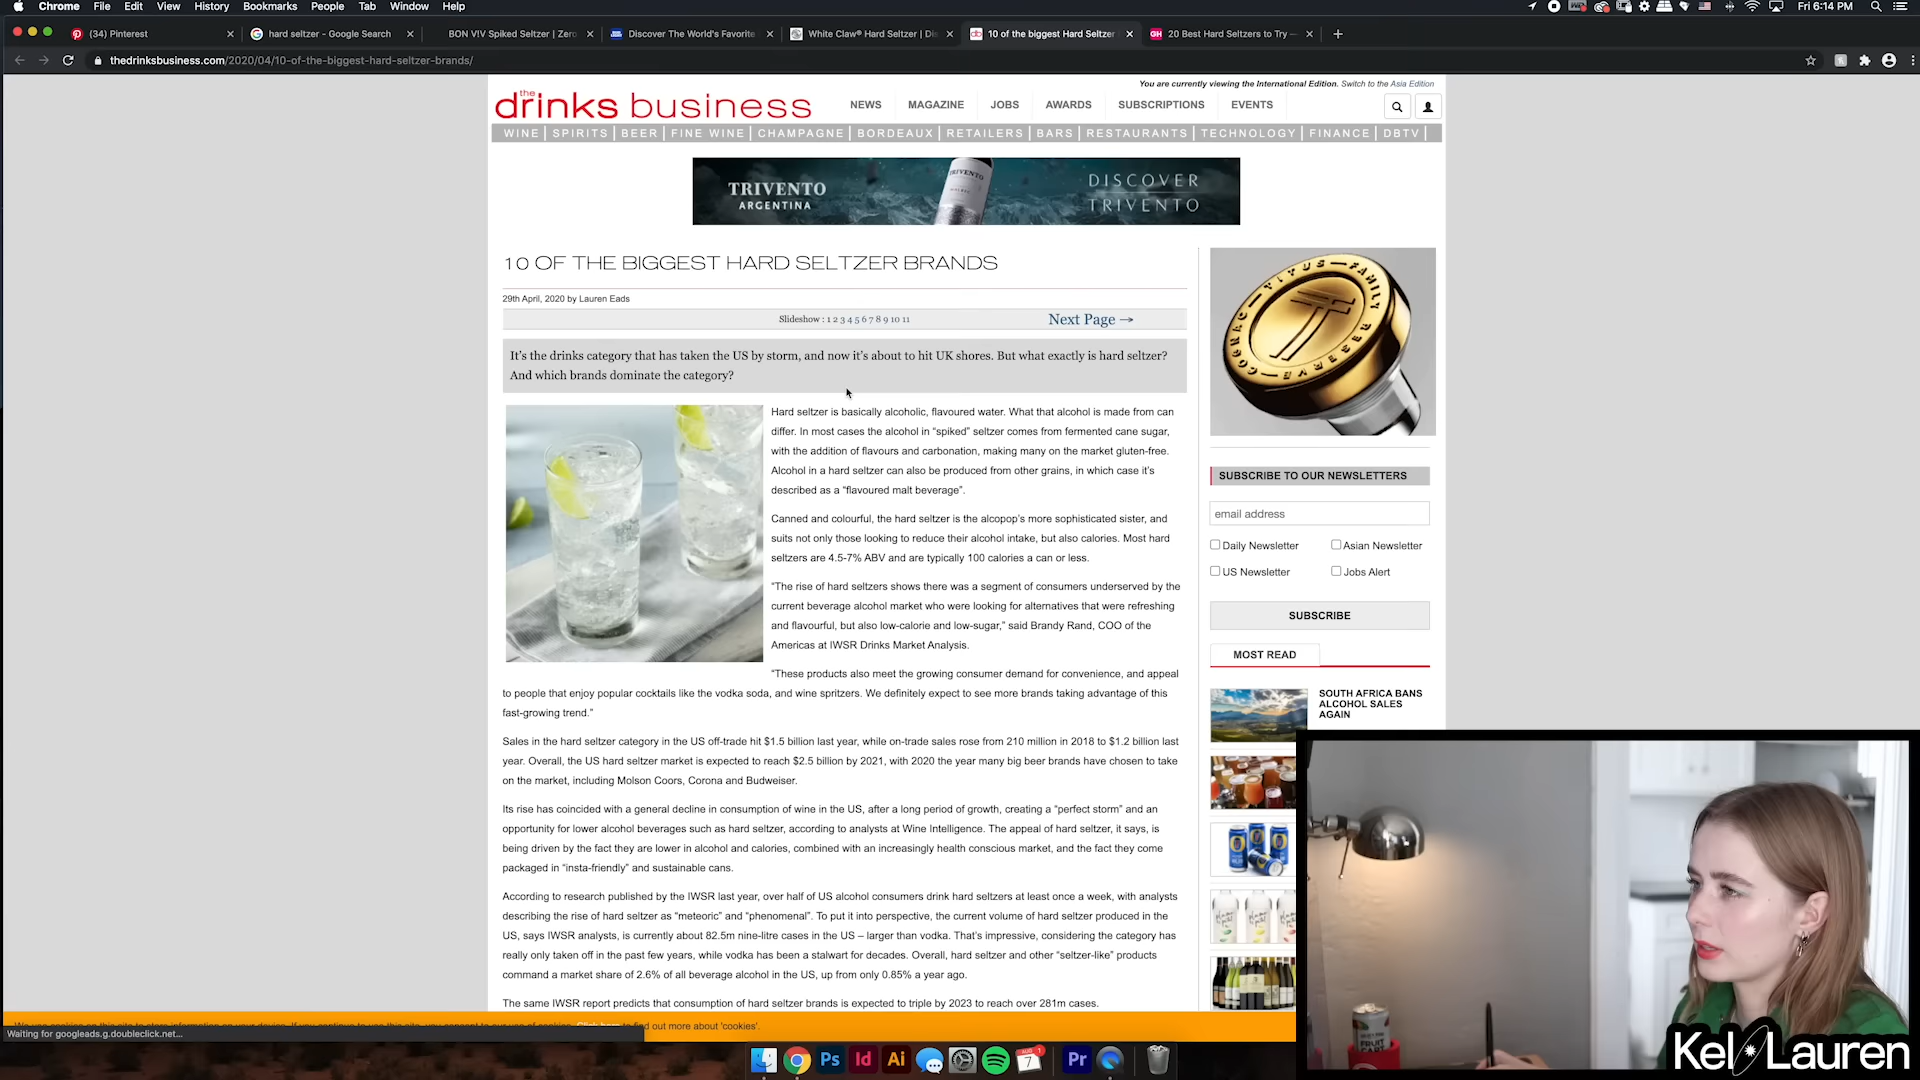 Chrome File Edit View History Bookmarks People Tab Window Help Fri 6:14 PM
(34) Pinterest hard seltzer - Google Search BON V!V Spiked Seltzer | Zero Discover The World's Favorite White Claw® Hard Seltzer | Dis 10 of the biggest Hard Seltzer GH 20 Best Hard Seltzers to Try —
thedrinksbusiness.com/2020/04/10-of-the-biggest-hard-seltzer-brands/
You are currently viewing the International Edition. Switch to the Asia Edition
the drinks business NEWS MAGAZINE JOBS AWARDS SUBSCRIPTIONS EVENTS
WINE | SPIRITS | BEER | FINE WINE | CHAMPAGNE | BORDEAUX | RETAILERS | BARS | RESTAURANTS | TECHNOLOGY | FINANCE | DBTV |
TRIVENTO
ARGENTINA
TRIVENTO
DISCOVER
TRIVENTO
10 OF THE BIGGEST HARD SELTZER BRANDS
29th April, 2020 by Lauren Eads
Slideshow : 1 2 3 4 5 6 7 8 9 10 11 Next Page →
It's the drinks category that has taken the US by storm, and now it's about to hit UK shores. But what exactly is hard seltzer?
And which brands dominate the category?
Hard seltzer is basically alcoholic, flavoured water. What that alcohol is made from can
differ. In most cases the alcohol in "spiked" seltzer comes from fermented cane sugar,
with the addition of flavours and carbonation, making many on the market gluten-free.
Alcohol in a hard seltzer can also be produced from other grains, in which case it's
described as a "flavoured malt beverage".
Canned and colourful, the hard seltzer is the alcopop's more sophisticated sister, and
suits not only those looking to reduce their alcohol intake, but also calories. Most hard
seltzers are 4.5-7% ABV and are typically 100 calories a can or less.
"The rise of hard seltzers shows there was a segment of consumers underserved by the
current beverage alcohol market who were looking for alternatives that were refreshing
and flavourful, but also low-calorie and low-sugar," said Brandy Rand, COO of the
Americas at IWSR Drinks Market Analysis.
"These products also meet the growing consumer demand for convenience, and appeal
to people that enjoy popular cocktails like the vodka soda, and wine spritzers. We definitely expect to see more brands taking advantage of this
fast-growing trend."
Sales in the hard seltzer category in the US off-trade hit $1.5 billion last year, while on-trade sales rose from 210 million in 2018 to $1.2 billion last
year. Overall, the US hard seltzer market is expected to reach $2.5 billion by 2021, with 2020 the year many big beer brands have chosen to take
on the market, including Molson Coors, Corona and Budweiser.
Its rise has coincided with a general decline in consumption of wine in the US, after a long period of growth, creating a "perfect storm" and an
opportunity for lower alcohol beverages such as hard seltzer, according to analysts at Wine Intelligence. The appeal of hard seltzer, it says, is
being driven by the fact they are lower in alcohol and calories, combined with an increasingly health conscious market, and the fact they come
packaged in "insta-friendly" and sustainable cans.
According to research published by the IWSR last year, over half of US alcohol consumers drink hard seltzers at least once a week, with analysts
describing the rise of hard seltzer as "meteoric" and "phenomenal". To put it into perspective, the current volume of hard seltzer produced in the
US, says IWSR analysts, is currently about 82.5m nine-litre cases in the US – larger than vodka. That's impressive, considering the category has
really only taken off in the past few years, while vodka has been a stalwart for decades. Overall, hard seltzer and other "seltzer-like" products
command a market share of 2.6% of all beverage alcohol in the US, up from only 0.85% a year ago.
The same IWSR report predicts that consumption of hard seltzer brands is expected to triple by 2023 to reach over 281m cases.
TITUS FAMILY RESERVE COGNAC
SUBSCRIBE TO OUR NEWSLETTERS
email address
Daily Newsletter Asian Newsletter
US Newsletter Jobs Alert
SUBSCRIBE
MOST READ
SOUTH AFRICA BANS
ALCOHOL SALES
AGAIN
find out more about 'cookies'.
Waiting for googleads.g.doubleclick.net...
Ps Id Ai 7 Pr
FRUIT
CART
Kel Lauren